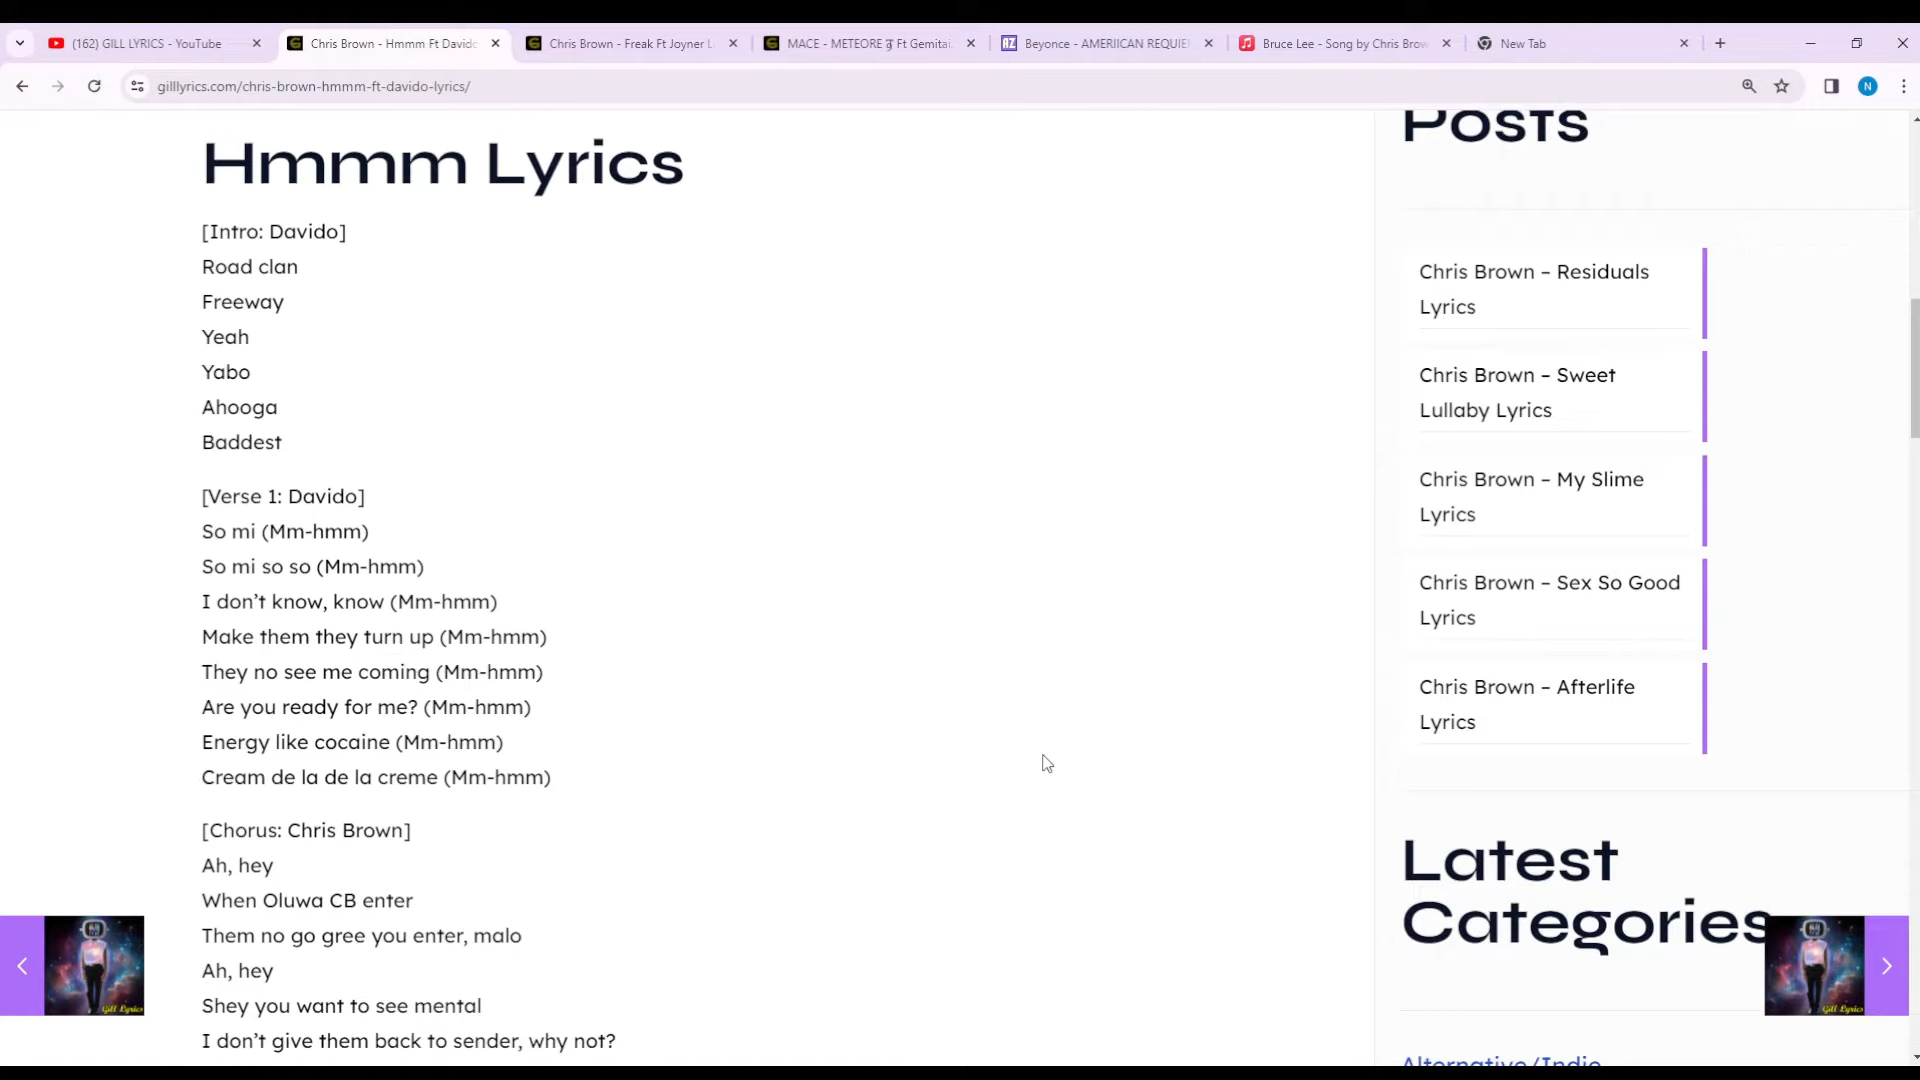 (162) GILL LYRICS - YouTube
Chris Brown - Hmmm Ft Davido
Chris Brown - Freak Ft Joyner L
MACE - METEORE Ft Gemitai
Beyonce - AMERIICAN REQUIE
Bruce Lee - Song by Chris Brow
New Tab
gilllyrics.com/chris-brown-hmmm-ft-davido-lyrics/
N
Hmmm Lyrics
[Intro: Davido]
Road clan
Freeway
Yeah
Yabo
Ahooga
Baddest
[Verse 1: Davido]
So mi (Mm-hmm)
So mi so so (Mm-hmm)
I don’t know, know (Mm-hmm)
Make them they turn up (Mm-hmm)
They no see me coming (Mm-hmm)
Are you ready for me? (Mm-hmm)
Energy like cocaine (Mm-hmm)
Cream de la de la creme (Mm-hmm)
[Chorus: Chris Brown]
Ah, hey
When Oluwa CB enter
Them no go gree you enter, malo
Ah, hey
Shey you want to see mental
I don’t give them back to sender, why not?
Posts
Chris Brown – Residuals
Lyrics
Chris Brown – Sweet
Lullaby Lyrics
Chris Brown – My Slime
Lyrics
Chris Brown – Sex So Good
Lyrics
Chris Brown – Afterlife
Lyrics
Latest
Categories
Alternative/Indie
Gill Lyrics
Gill Lyrics